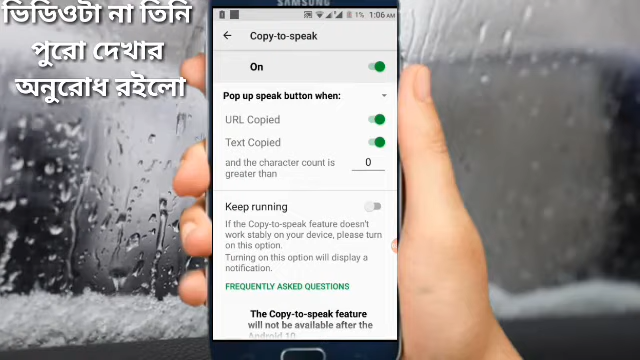 ভিডিওটা না তিনি
পুরো দেখার
অনুরোধ রইলো
SAMSUNG
1:06 AM
Copy-to-speak
On
Pop up speak button when:
URL Copied
Text Copied
and the character count is
greater than
0
Keep running
If the Copy-to-speak feature doesn't
work stably on your device, please turn
on this option.
Turning on this option will display a
notification.
FREQUENTLY ASKED QUESTIONS
The Copy-to-speak feature
will not be available after the
Android 10